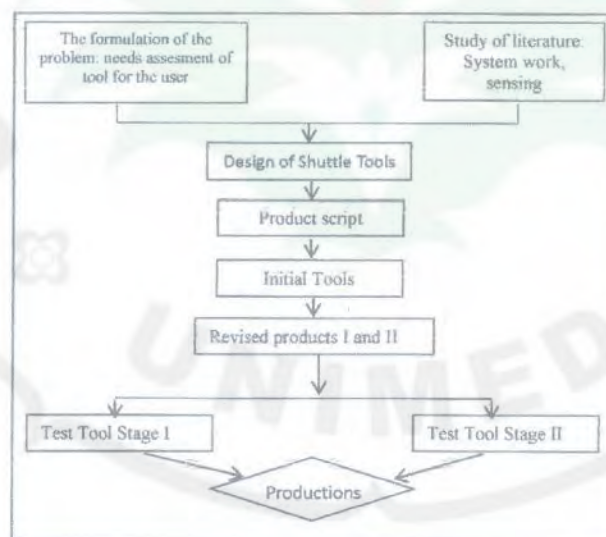 The formulation of the
problem: needs assesment of
tool for the user
Study of literature:
System work,
sensing
Design of Shuttle Tools
Product script
Initial Tools
Revised products I and II
UNIMED
Test Tool Stage I
Test Tool Stage II
Productions